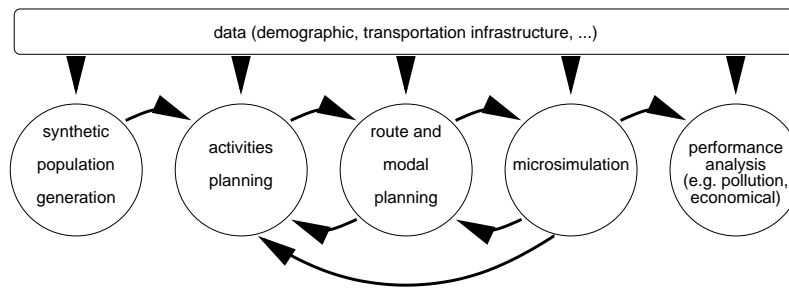 data (demographic, transportation infrastructure, ...)
synthetic
population
generation
activities
planning
route and
modal
planning
microsimulation
performance
analysis
(e.g. pollution,
economical)